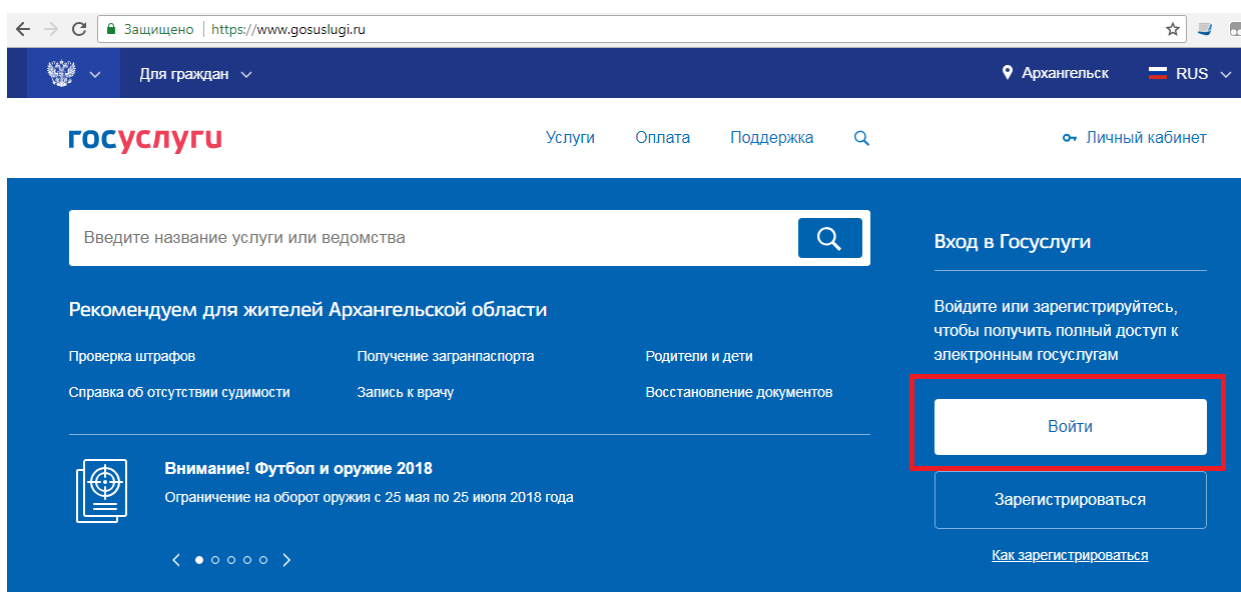 Защищено | https://www.gosuslugi.ru
Для граждан
Архангельск
RUS
госуслуги
Услуги
Оплата
Поддержка
Личный кабинет
Введите название услуги или ведомства
Рекомендуем для жителей Архангельской области
Проверка штрафов
Получение загранпаспорта
Родители и дети
Справка об отсутствии судимости
Запись к врачу
Восстановление документов
Внимание! Футбол и оружие 2018
Ограничение на оборот оружия с 25 мая по 25 июля 2018 года
Вход в Госуслуги
Войдите или зарегистрируйтесь,
чтобы получить полный доступ к
электронным госуслугам
Войти
Зарегистрироваться
Как зарегистрироваться